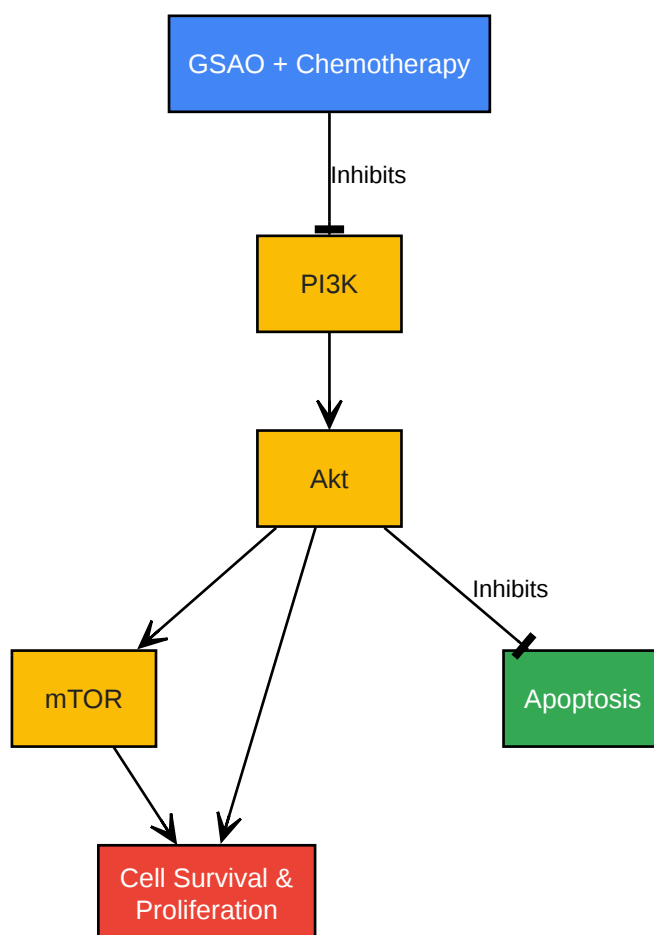 GSAO + Chemotherapy
Inhibits
PI3K
Akt
Inhibits
mTOR
Apoptosis
Cell Survival &
Proliferation